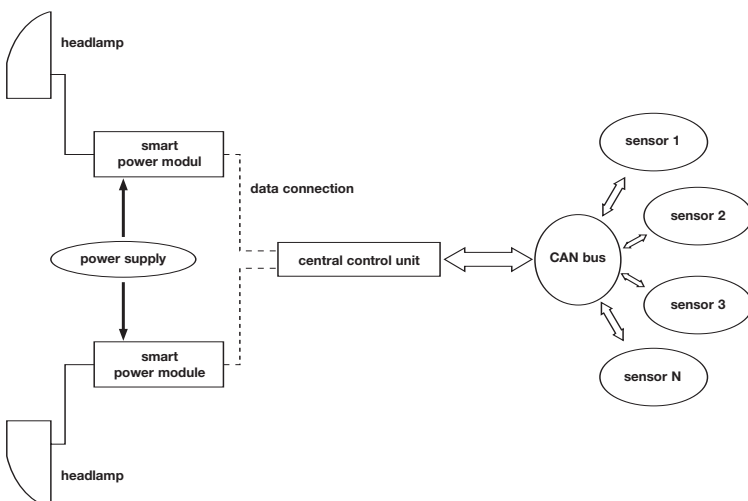 headlamp
smart
power modul
data connection
power supply
central control unit
CAN bus
sensor 1
sensor 2
sensor 3
sensor N
smart
power module
headlamp